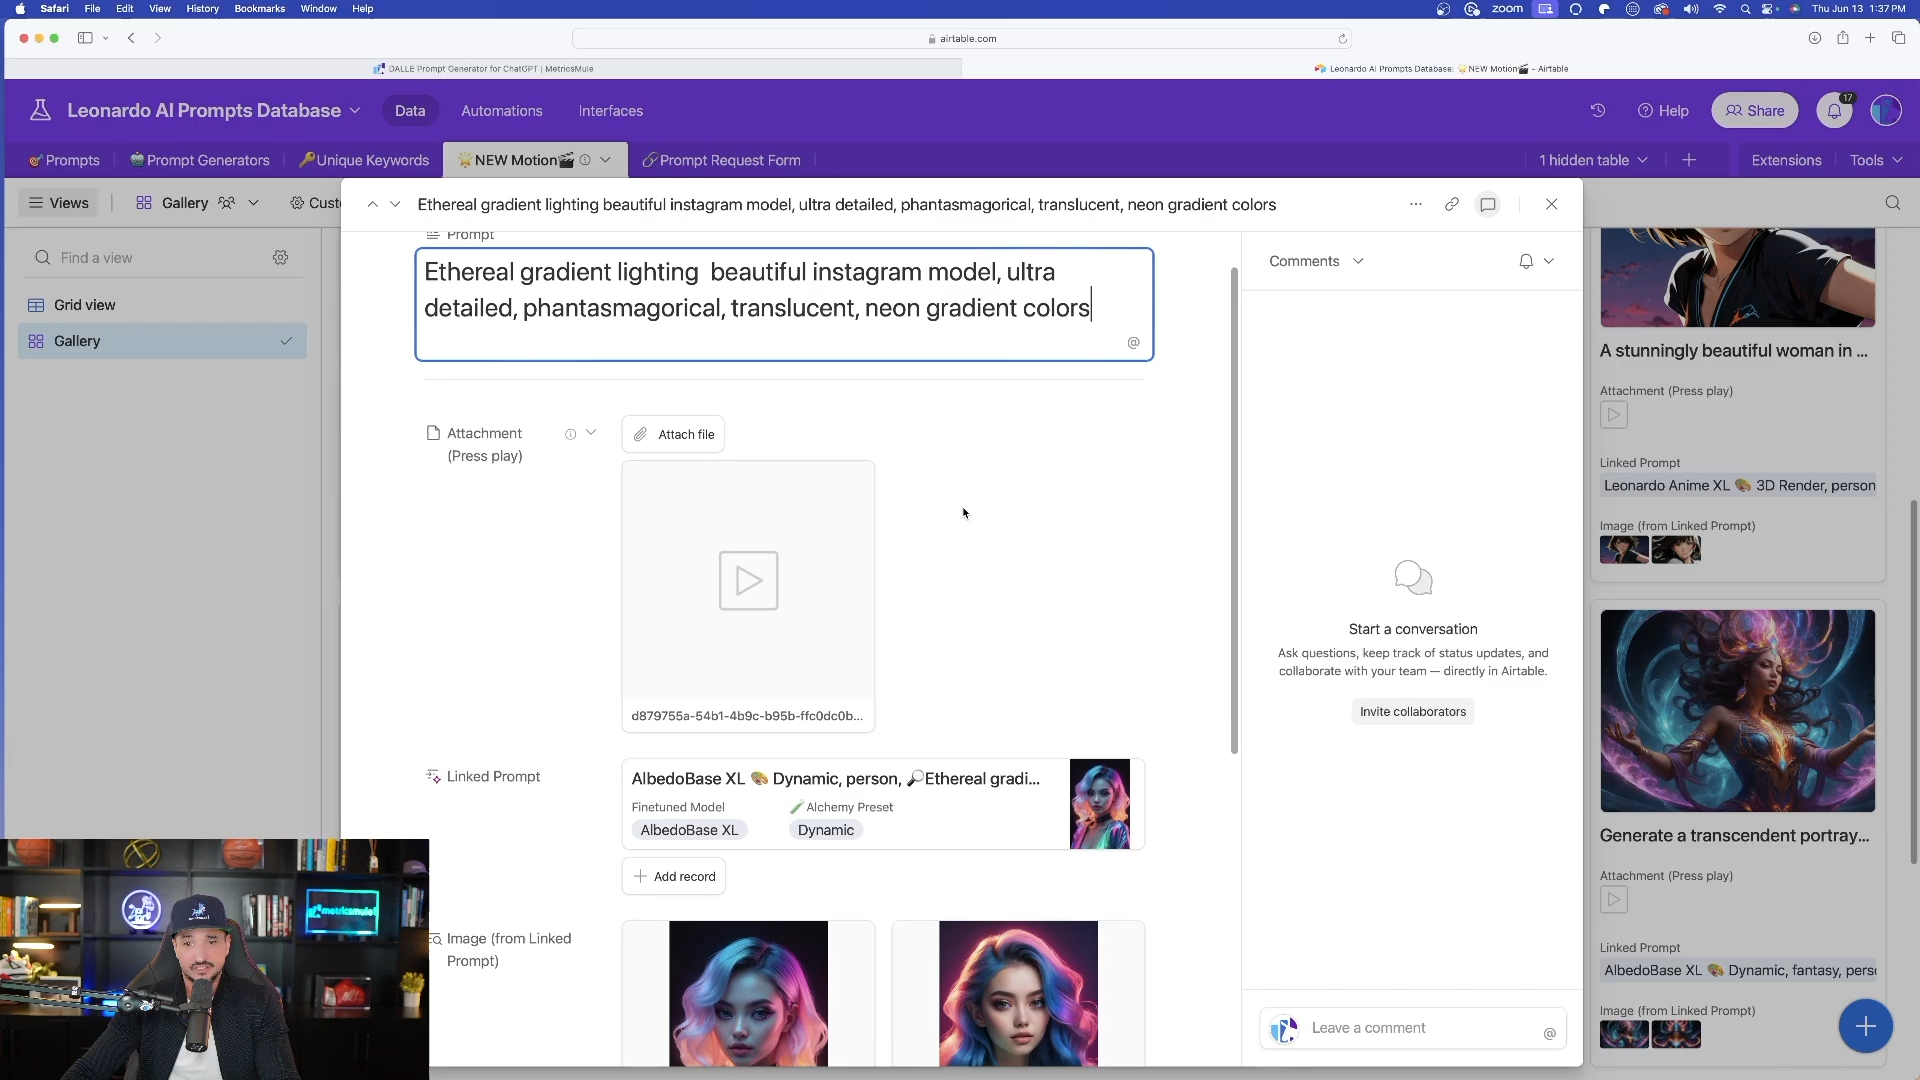 Safari File Edit View History Bookmarks Window Help
zoom
Thu Jun 13 1:37 PM
airtable.com
DALLE Prompt Generator for ChatGPT | MetricsMule
Leonardo AI Prompts Database: 🌟NEW Motion🎬 - Airtable
Leonardo AI Prompts Database
Data
Automations
Interfaces
Help
Share
17
🎯Prompts
Prompt Generators
🔑Unique Keywords
🌟NEW Motion🎬
🔗Prompt Request Form
1 hidden table
Extensions
Tools
Views
Gallery
Custo
Ethereal gradient lighting beautiful instagram model, ultra detailed, phantasmagorical, translucent, neon gradient colors
Find a view
Grid view
Gallery
Prompt
Ethereal gradient lighting  beautiful instagram model, ultra
detailed, phantasmagorical, translucent, neon gradient colors
@
Attachment
(Press play)
Attach file
d879755a-54b1-4b9c-b95b-ffc0dc0b...
Linked Prompt
AlbedoBase XL 🎨 Dynamic, person, 🔎Ethereal gradi...
Finetuned Model
🧪Alchemy Preset
AlbedoBase XL
Dynamic
Add record
Image (from Linked
Prompt)
Comments
Start a conversation
Ask questions, keep track of status updates, and
collaborate with your team — directly in Airtable.
Invite collaborators
Leave a comment
@
A stunningly beautiful woman in ...
Attachment (Press play)
Linked Prompt
Leonardo Anime XL 🎨 3D Render, person
Image (from Linked Prompt)
Generate a transcendent portray...
Attachment (Press play)
Linked Prompt
AlbedoBase XL 🎨 Dynamic, fantasy, pers
Image (from Linked Prompt)
metricsmule